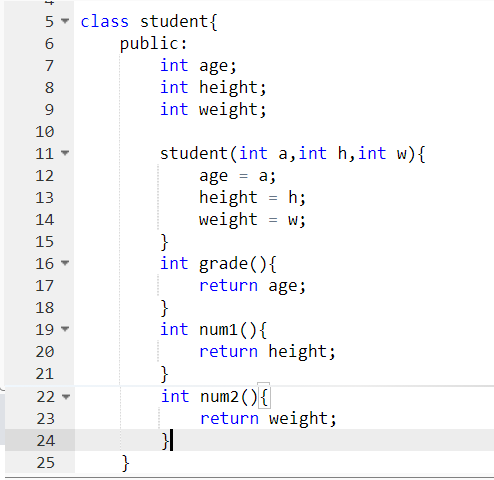 4
5 class student{
6     public:
7         int age;
8         int height;
9         int weight;
10
11         student(int a,int h,int w){
12             age = a;
13             height = h;
14             weight = w;
15         }
16         int grade(){
17             return age;
18         }
19         int num1(){
20             return height;
21         }
22         int num2(){
23             return weight;
24         }
25     }